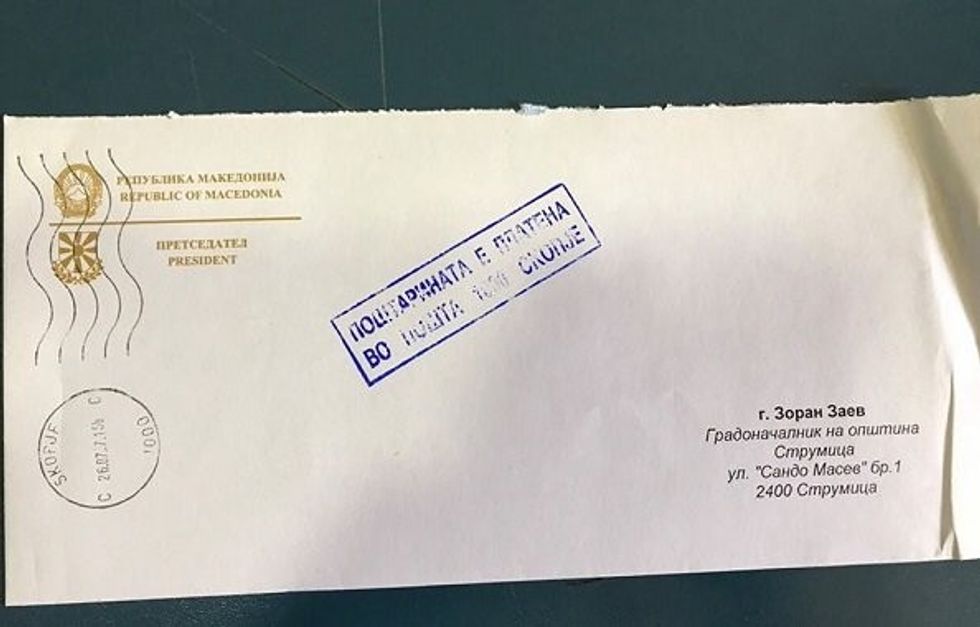 РЕПУБЛИКА МАКЕДОНИЈА
REPUBLIC OF MACEDONIA
ПРЕТСЕДАТЕЛ
PRESIDENT
ПОШТАРИНАТА Е ПЛАТЕНА
ВО ПОШТА 1000 СКОПЈЕ
SKOPJE
1000
C
C
г. Зоран Заев
Градоначалник на општина
Струмица
ул. "Сандо Масев" бр.1
2400 Струмица